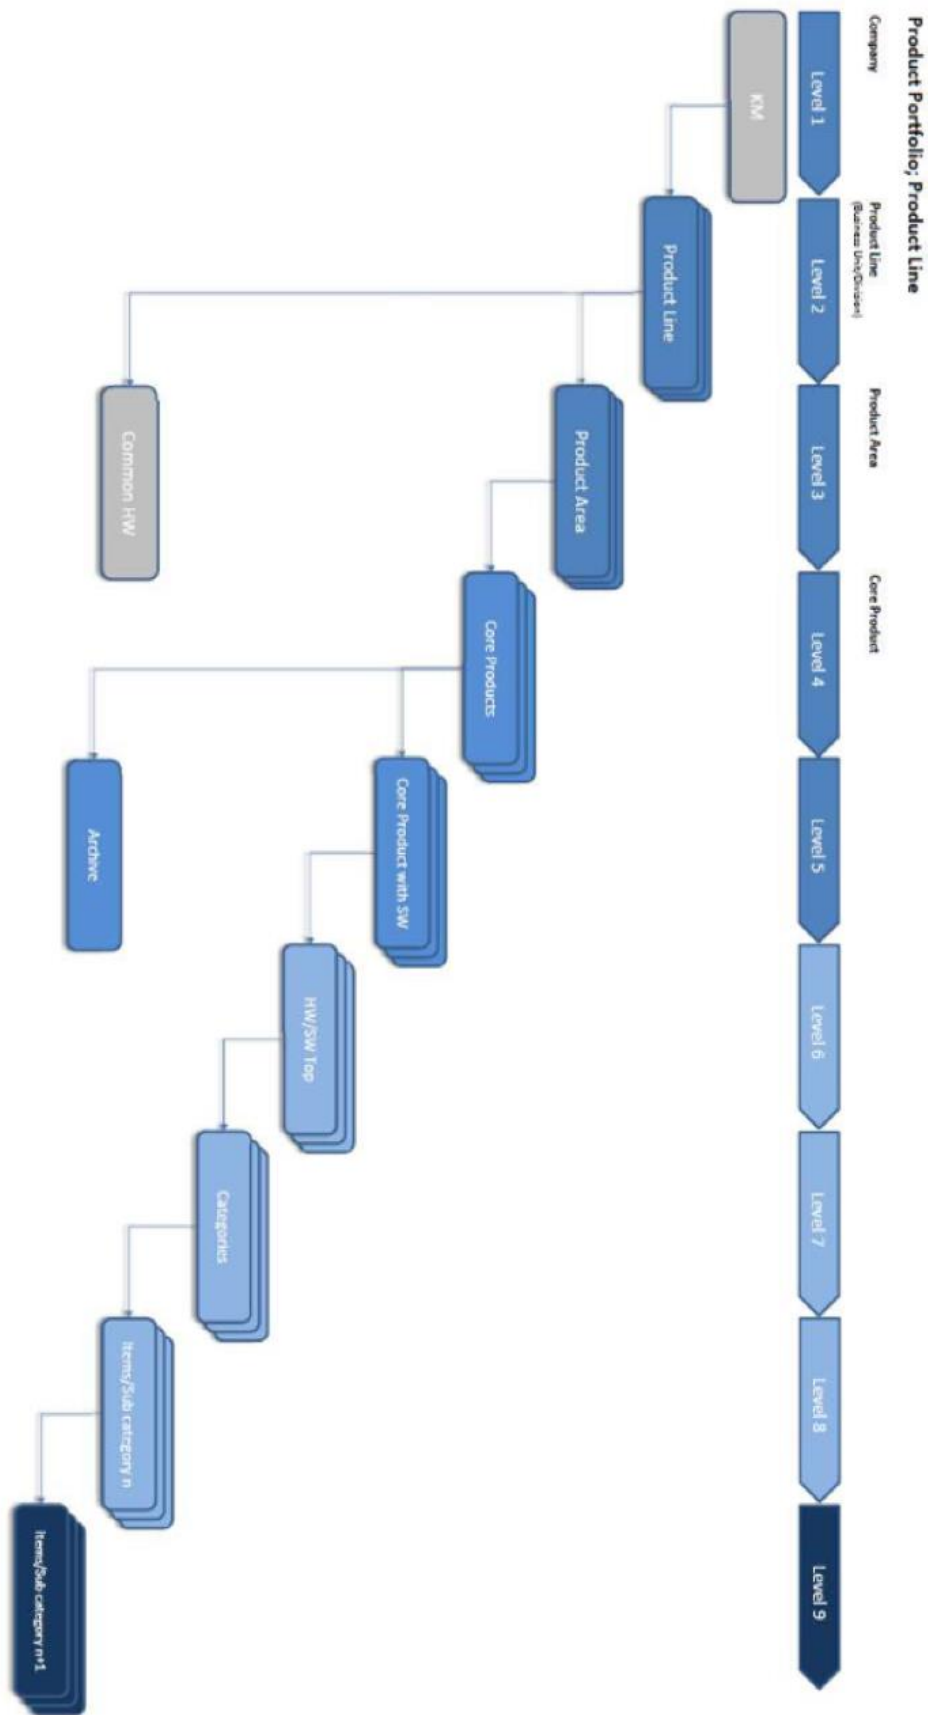 Product Portfolio; Product Line
Company
Product Line
(Business Unit/Division)
Product Area
Core Product
Level 1
Level 2
Level 3
Level 4
Level 5
Level 6
Level 7
Level 8
Level 9
KM
Product Line
Product Area
Core Products
Core Product with SW
HW/SW Top
Categories
Items/Sub category n
Items/Sub category n+1
Common HW
Archive